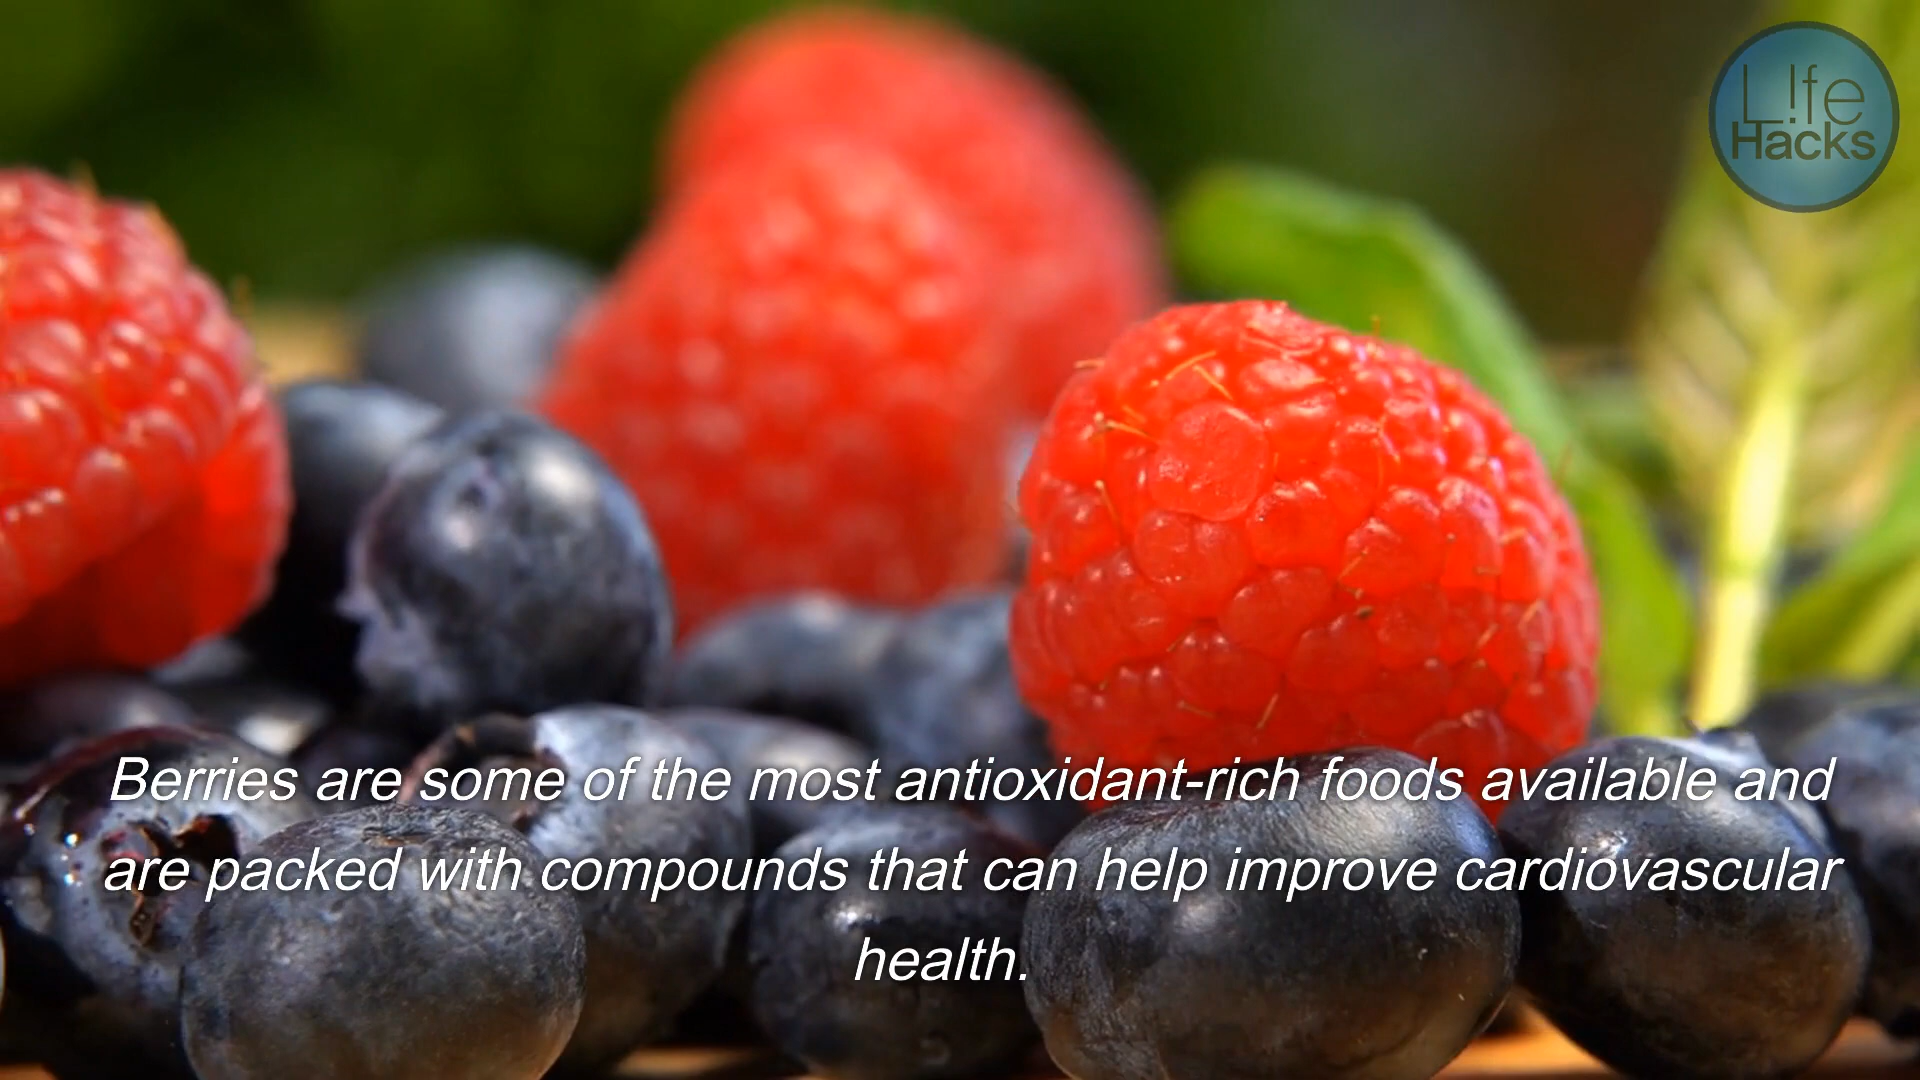 L!fe
Hacks
Berries are some of the most antioxidant-rich foods available and
are packed with compounds that can help improve cardiovascular
health.